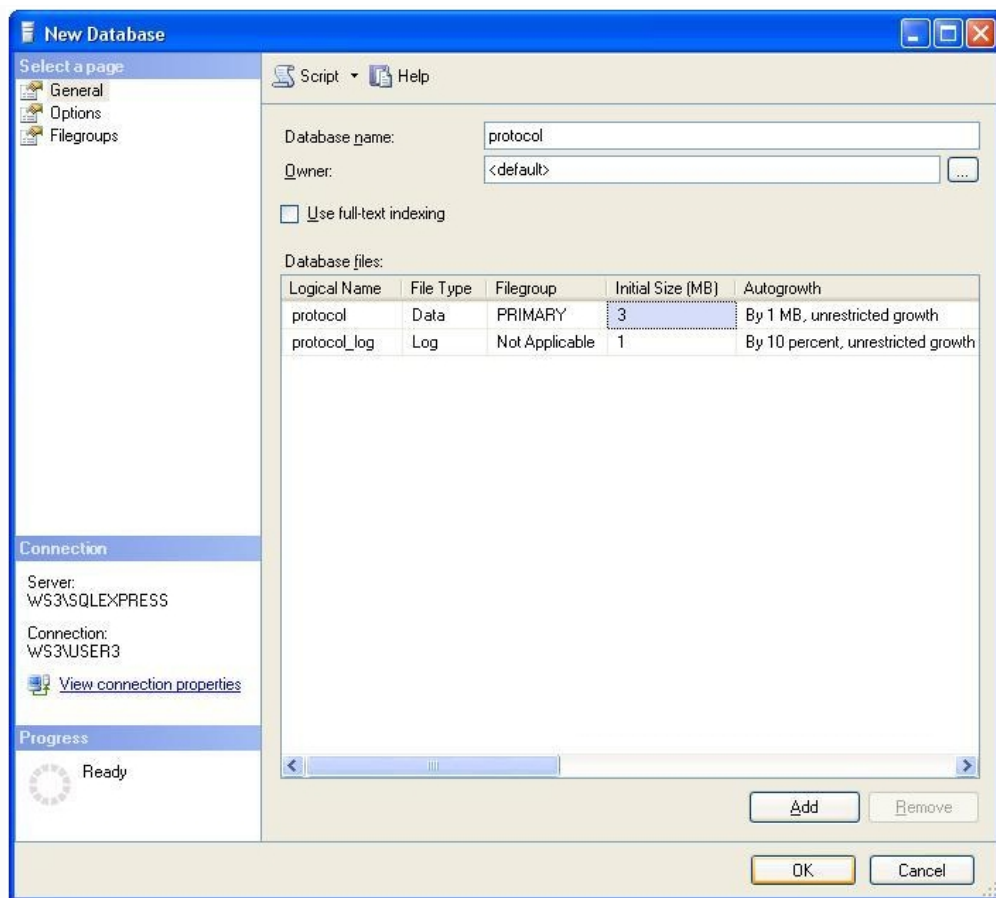 New Database
Select a page
General
Options
Filegroups
Script
Help
Database name:
protocol
Owner:
<default>
...
Use full-text indexing
Database files:
Logical Name File Type Filegroup Initial Size (MB) Autogrowth
protocol Data PRIMARY 3 By 1 MB, unrestricted growth
protocol_log Log Not Applicable 1 By 10 percent, unrestricted growth
Connection
Server:
WS3\SQLEXPRESS
Connection:
WS3\USER3
View connection properties
Progress
Ready
Add
Remove
OK
Cancel